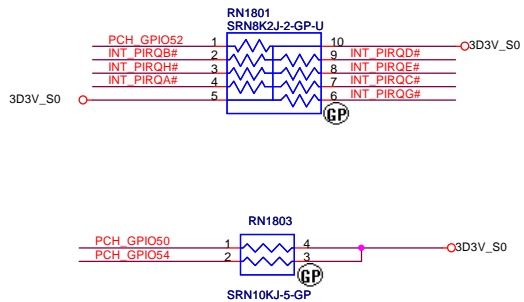 RN1801
SRN8K2J-2-GP-U
PCH_GPIO52 1 10 3D3V_S0
INT_PIRQB# 2 9 INT_PIRQD#
INT_PIRQH# 3 8 INT_PIRQE#
INT_PIRQA# 4 7 INT_PIRQC#
3D3V_S0 5 6 INT_PIRQG#
GP
RN1803
PCH_GPIO50 1 4 3D3V_S0
PCH_GPIO54 2 3
GP
SRN10KJ-5-GP